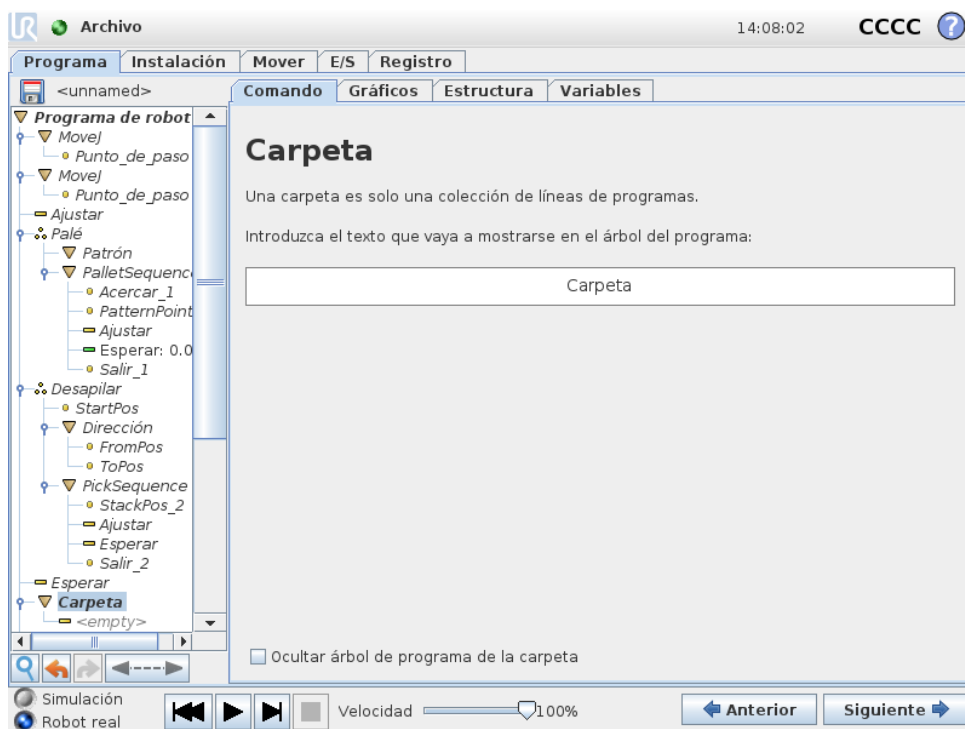 UR Archivo 14:08:02 CCCC ?
Programa Instalación Mover E/S Registro
<unnamed>
Comando Gráficos Estructura Variables
Programa de robot
MoveJ
Punto_de_paso
MoveJ
Punto_de_paso
Ajustar
Palé
Patrón
PalletSequenc
Acercar_1
PatternPoint
Ajustar
Esperar: 0.0
Salir_1
Desapilar
StartPos
Dirección
FromPos
ToPos
PickSequence
StackPos_2
Ajustar
Esperar
Salir_2
Esperar
Carpeta
<empty>
Carpeta
Una carpeta es solo una colección de líneas de programas.
Introduzca el texto que vaya a mostrarse en el árbol del programa:
Carpeta
Ocultar árbol de programa de la carpeta
Simulación
Robot real
Velocidad 100%
Anterior
Siguiente